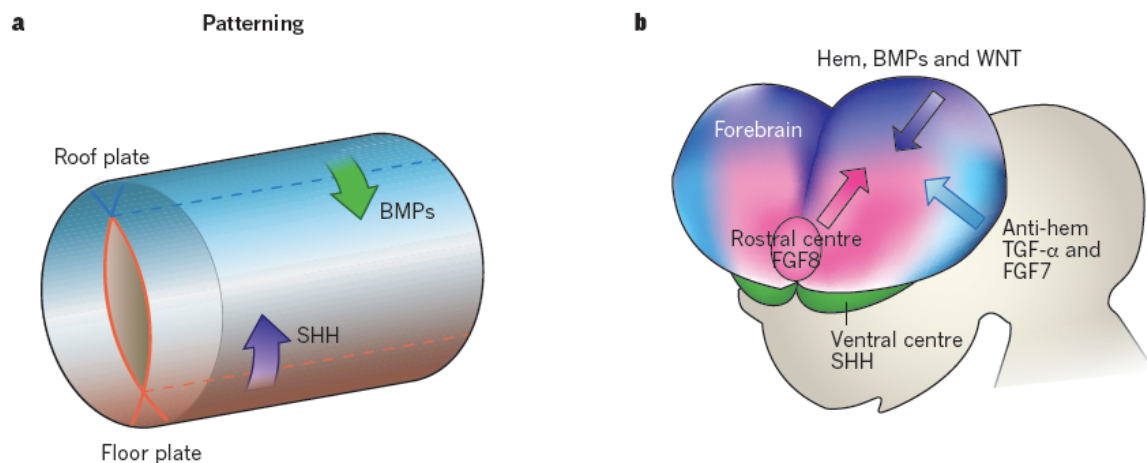 a
Patterning
Roof plate
BMPs
SHH
Floor plate
b
Hem, BMPs and WNT
Forebrain
Rostral centre
FGF8
Anti-hem
TGF-α and
FGF7
Ventral centre
SHH